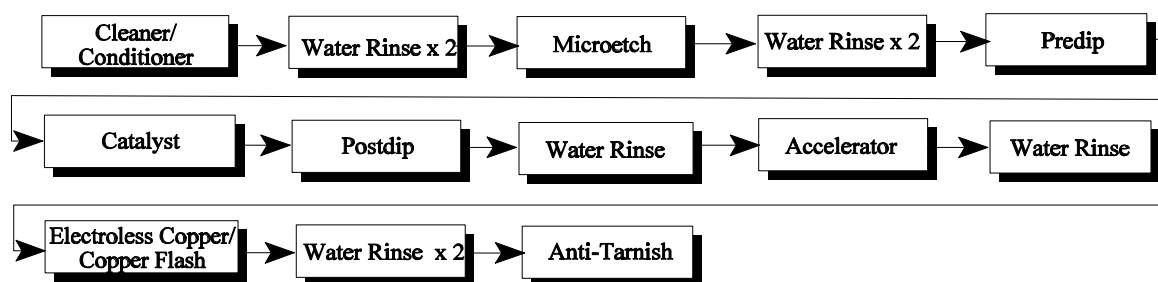 Cleaner/
Conditioner
Water Rinse x 2
Microetch
Water Rinse x 2
Predip
Catalyst
Postdip
Water Rinse
Accelerator
Water Rinse
Electroless Copper/
Copper Flash
Water Rinse x 2
Anti-Tarnish